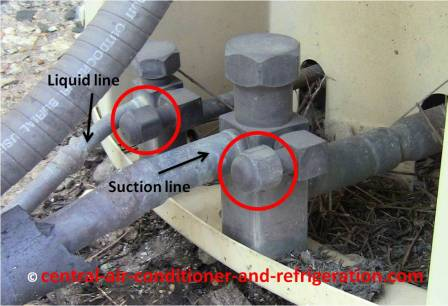 Liquid line
Suction line
© central-air-conditioner-and-refrigeration.com